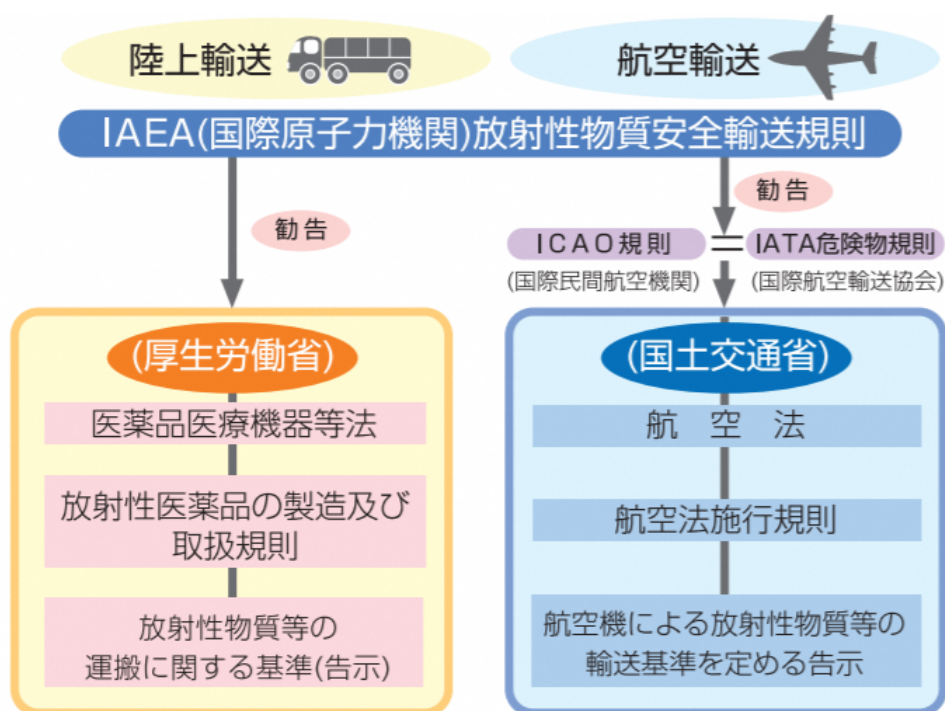 陸上輸送
航空輸送
IAEA(国際原子力機関)放射性物質安全輸送規則
勧告
勧告
ICAO規則 = IATA危険物規則
(国際民間航空機関) (国際航空輸送協会)
(厚生労働省)
医薬品医療機器等法
放射性医薬品の製造及び
取扱規則
放射性物質等の
運搬に関する基準(告示)
(国土交通省)
航空法
航空法施行規則
航空機による放射性物質等の
輸送基準を定める告示